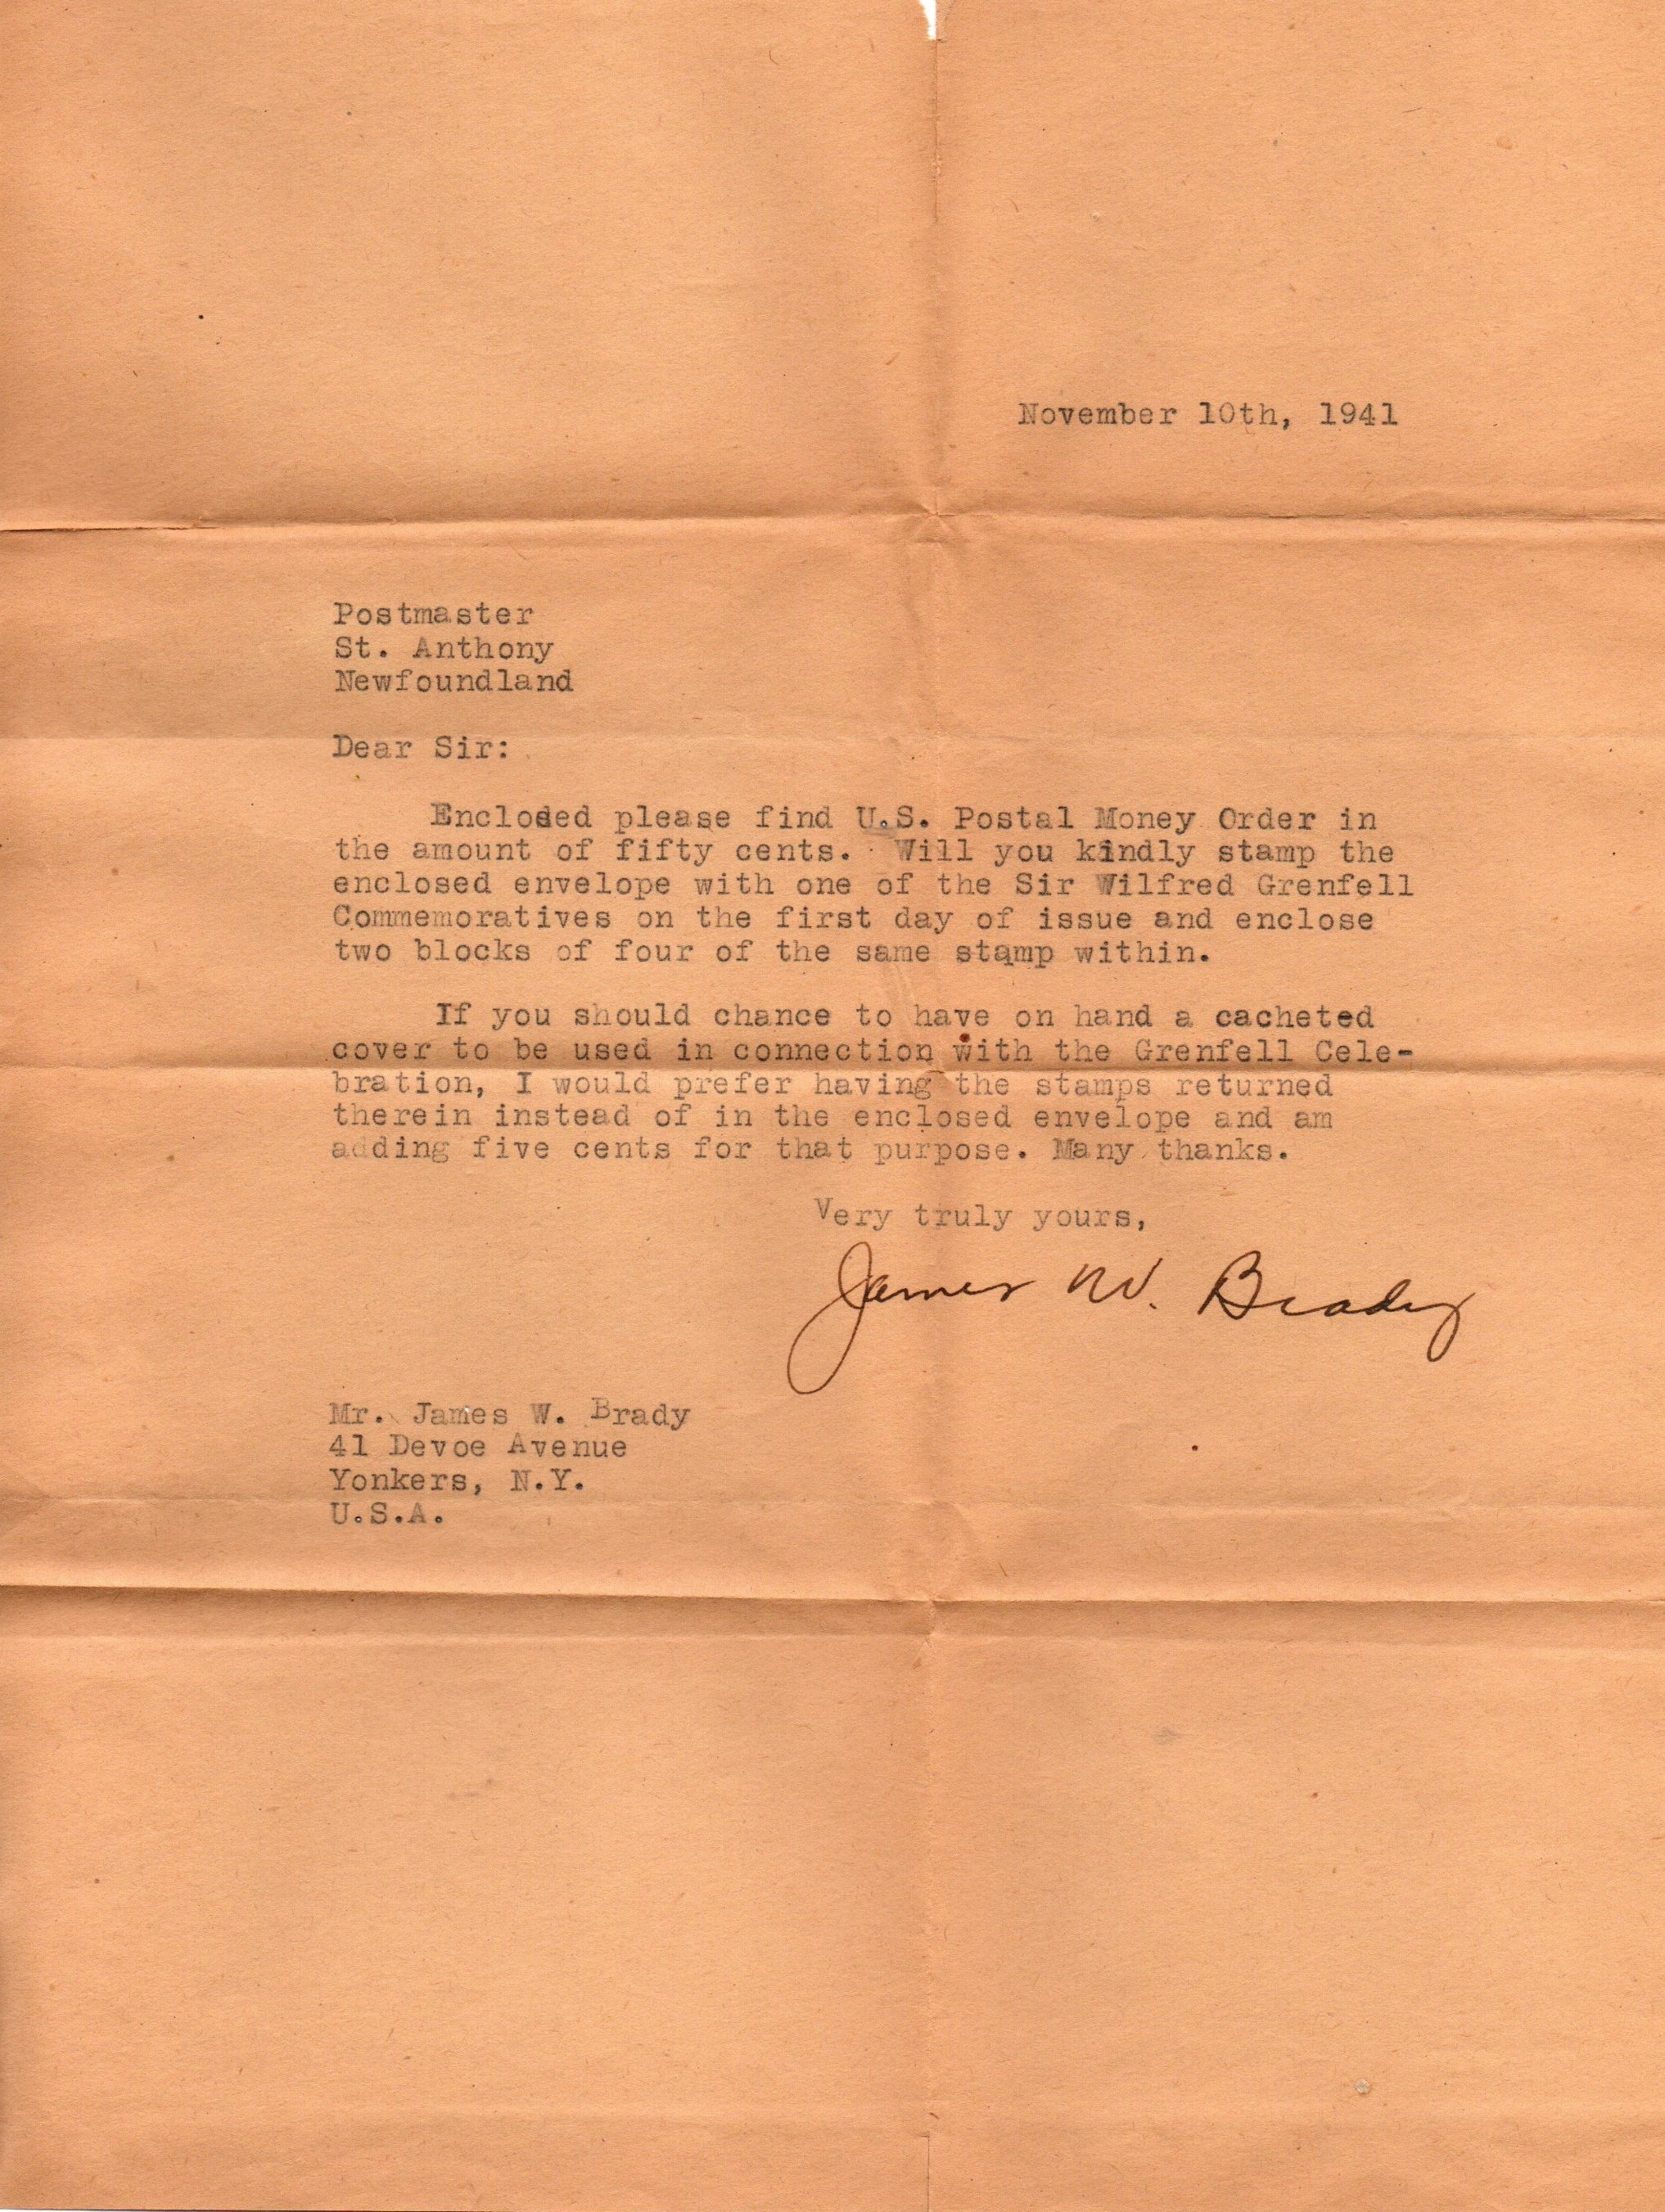 November 10th, 1941
Postmaster
St. Anthony
Newfoundland
Dear Sir:
Enclosed please find U.S. Postal Money Order in
the amount of fifty cents. Will you kindly stamp the
enclosed envelope with one of the Sir Wilfred Grenfell
Commemoratives on the first day of issue and enclose
two blocks of four of the same stamp within.
If you should chance to have on hand a cacheted
cover to be used in connection with the Grenfell Cele-
bration, I would prefer having the stamps returned
therein instead of in the enclosed envelope and am
adding five cents for that purpose. Many thanks.
Very truly yours,
James W. Brady
Mr. James W. Brady
41 Devoe Avenue
Yonkers, N.Y.
U.S.A.